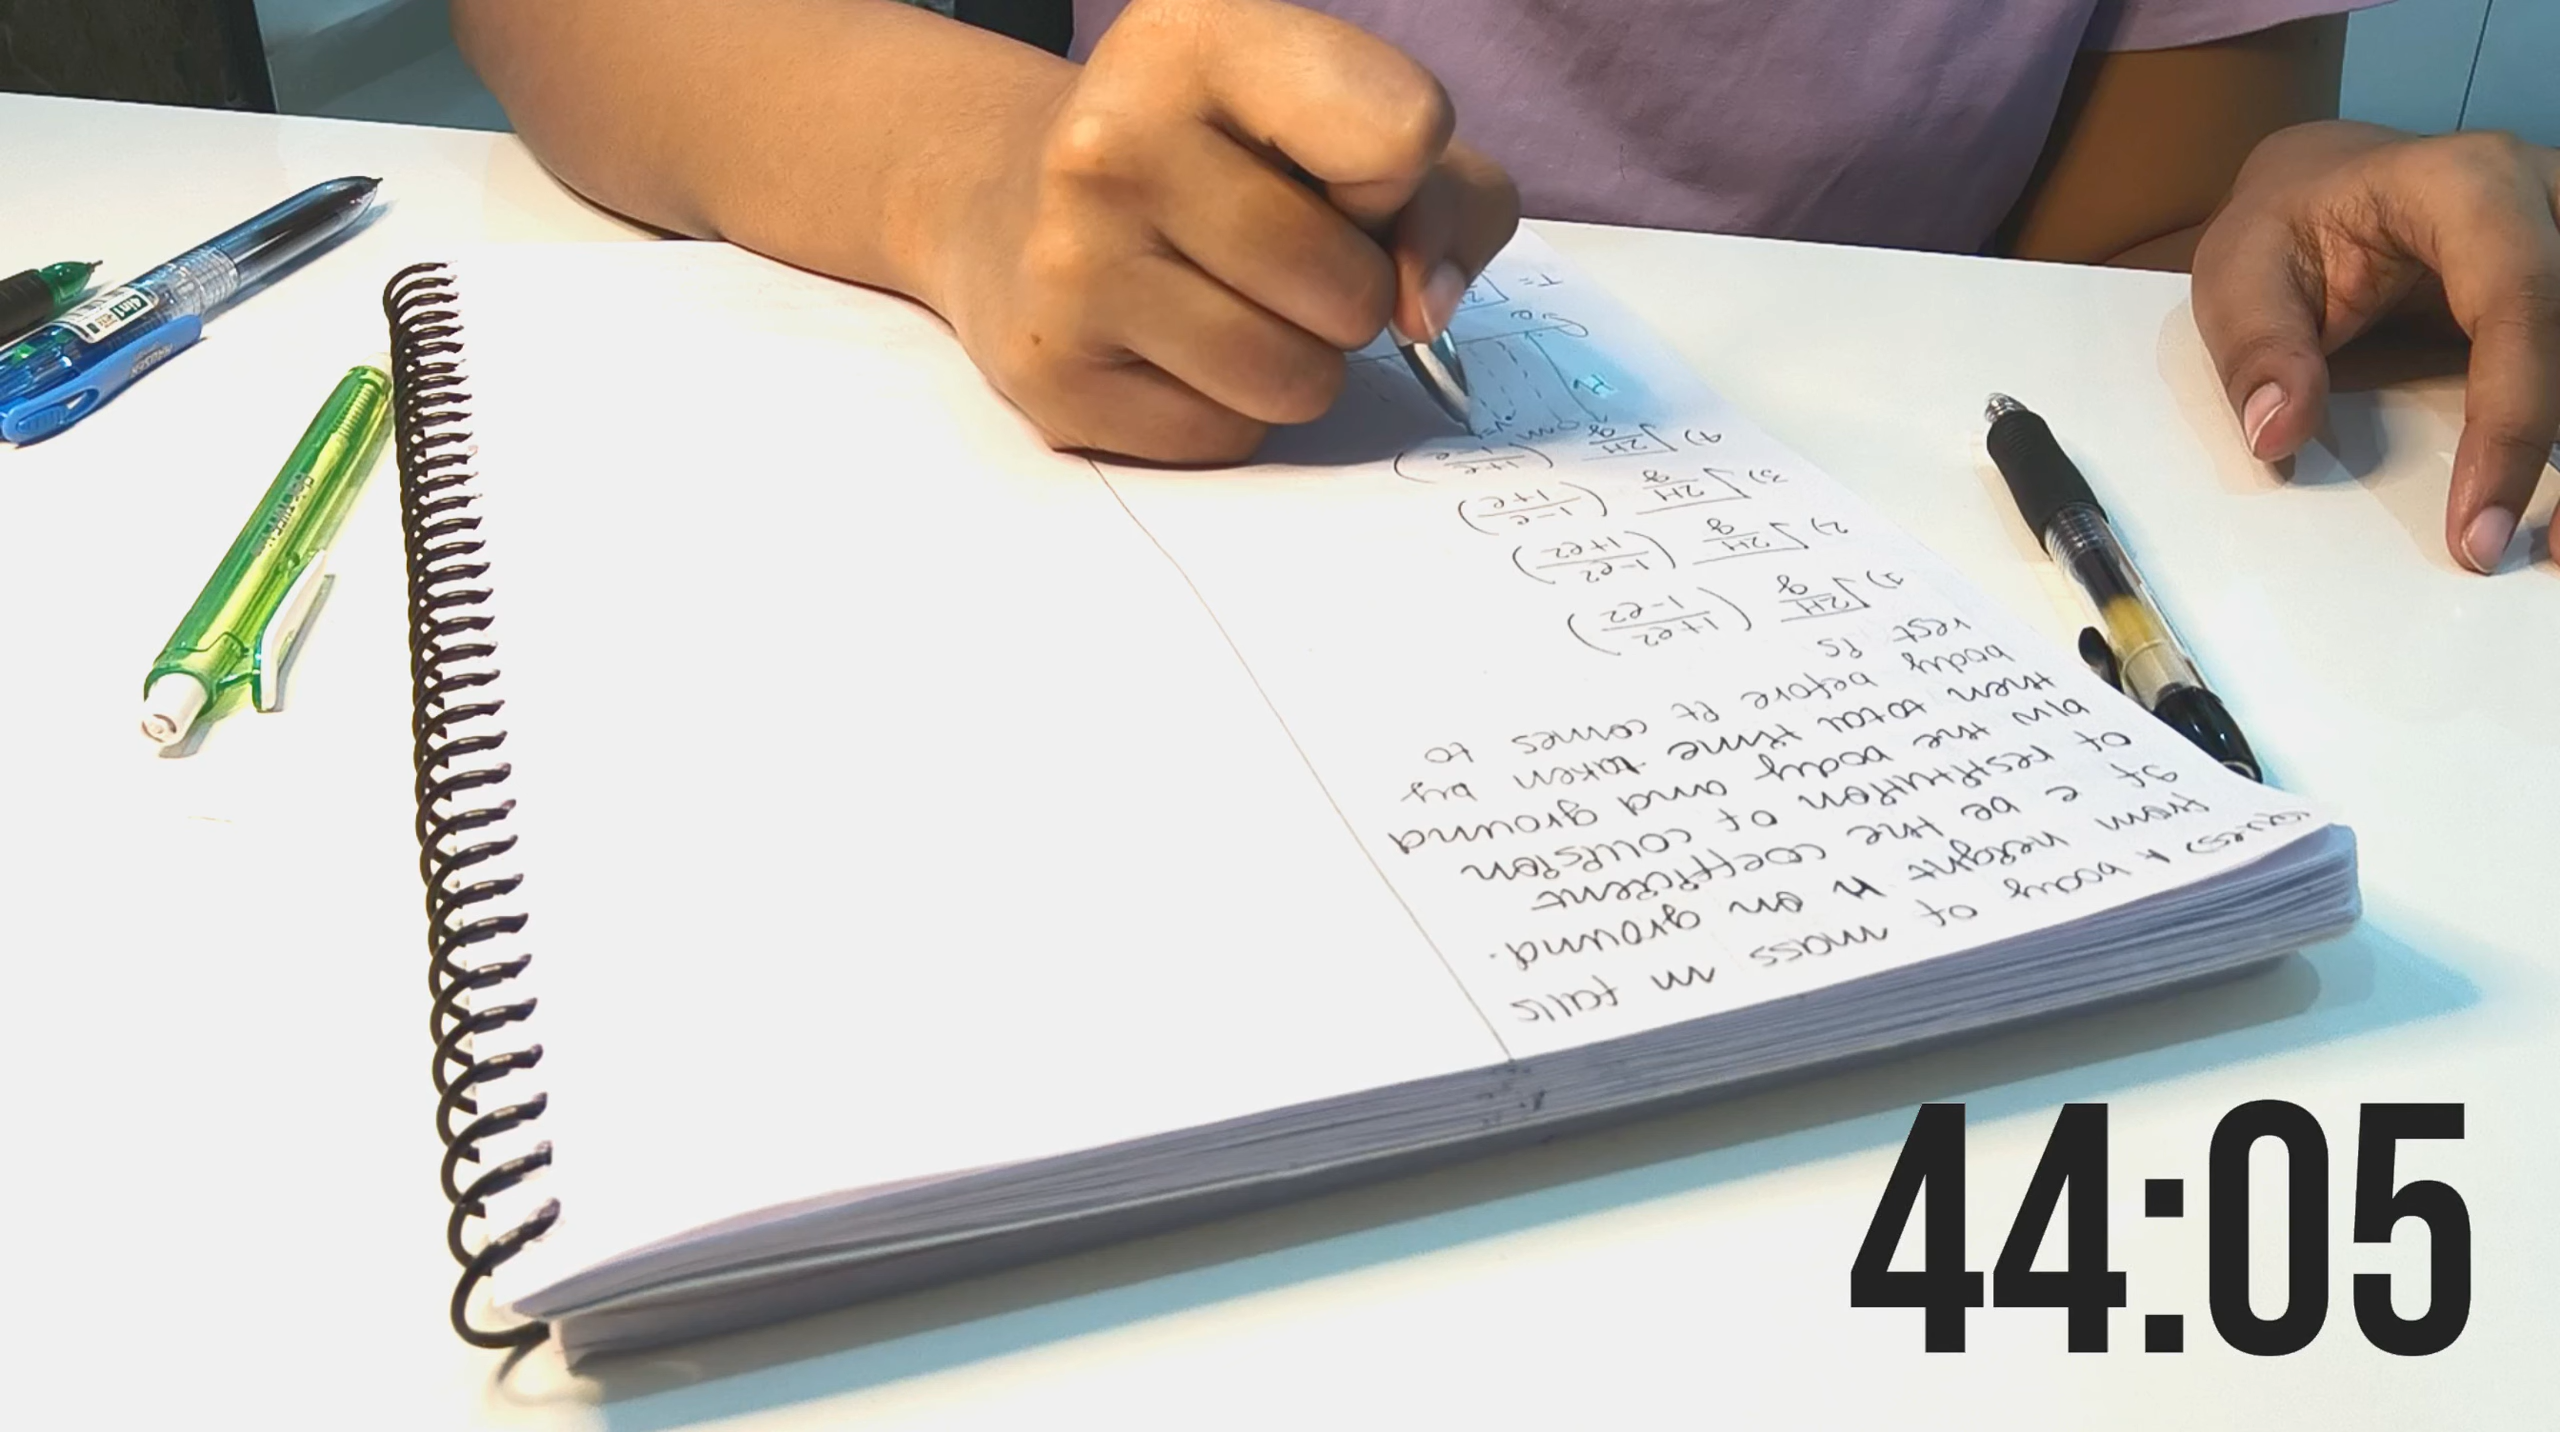 A body of mass m falls
from height H on ground.
If e be the coefficient
of restitution of collision
b/w the body and ground
then total time taken by
body before it comes to
rest is
1) √2H/g (1+e2/1-e2)
2) √2H/g (1-e2/1+e2)
3) √2H/g (1-e/1+e)
4) √2H/g (1+e/1-e)
H
e
T=
4in1
44:05